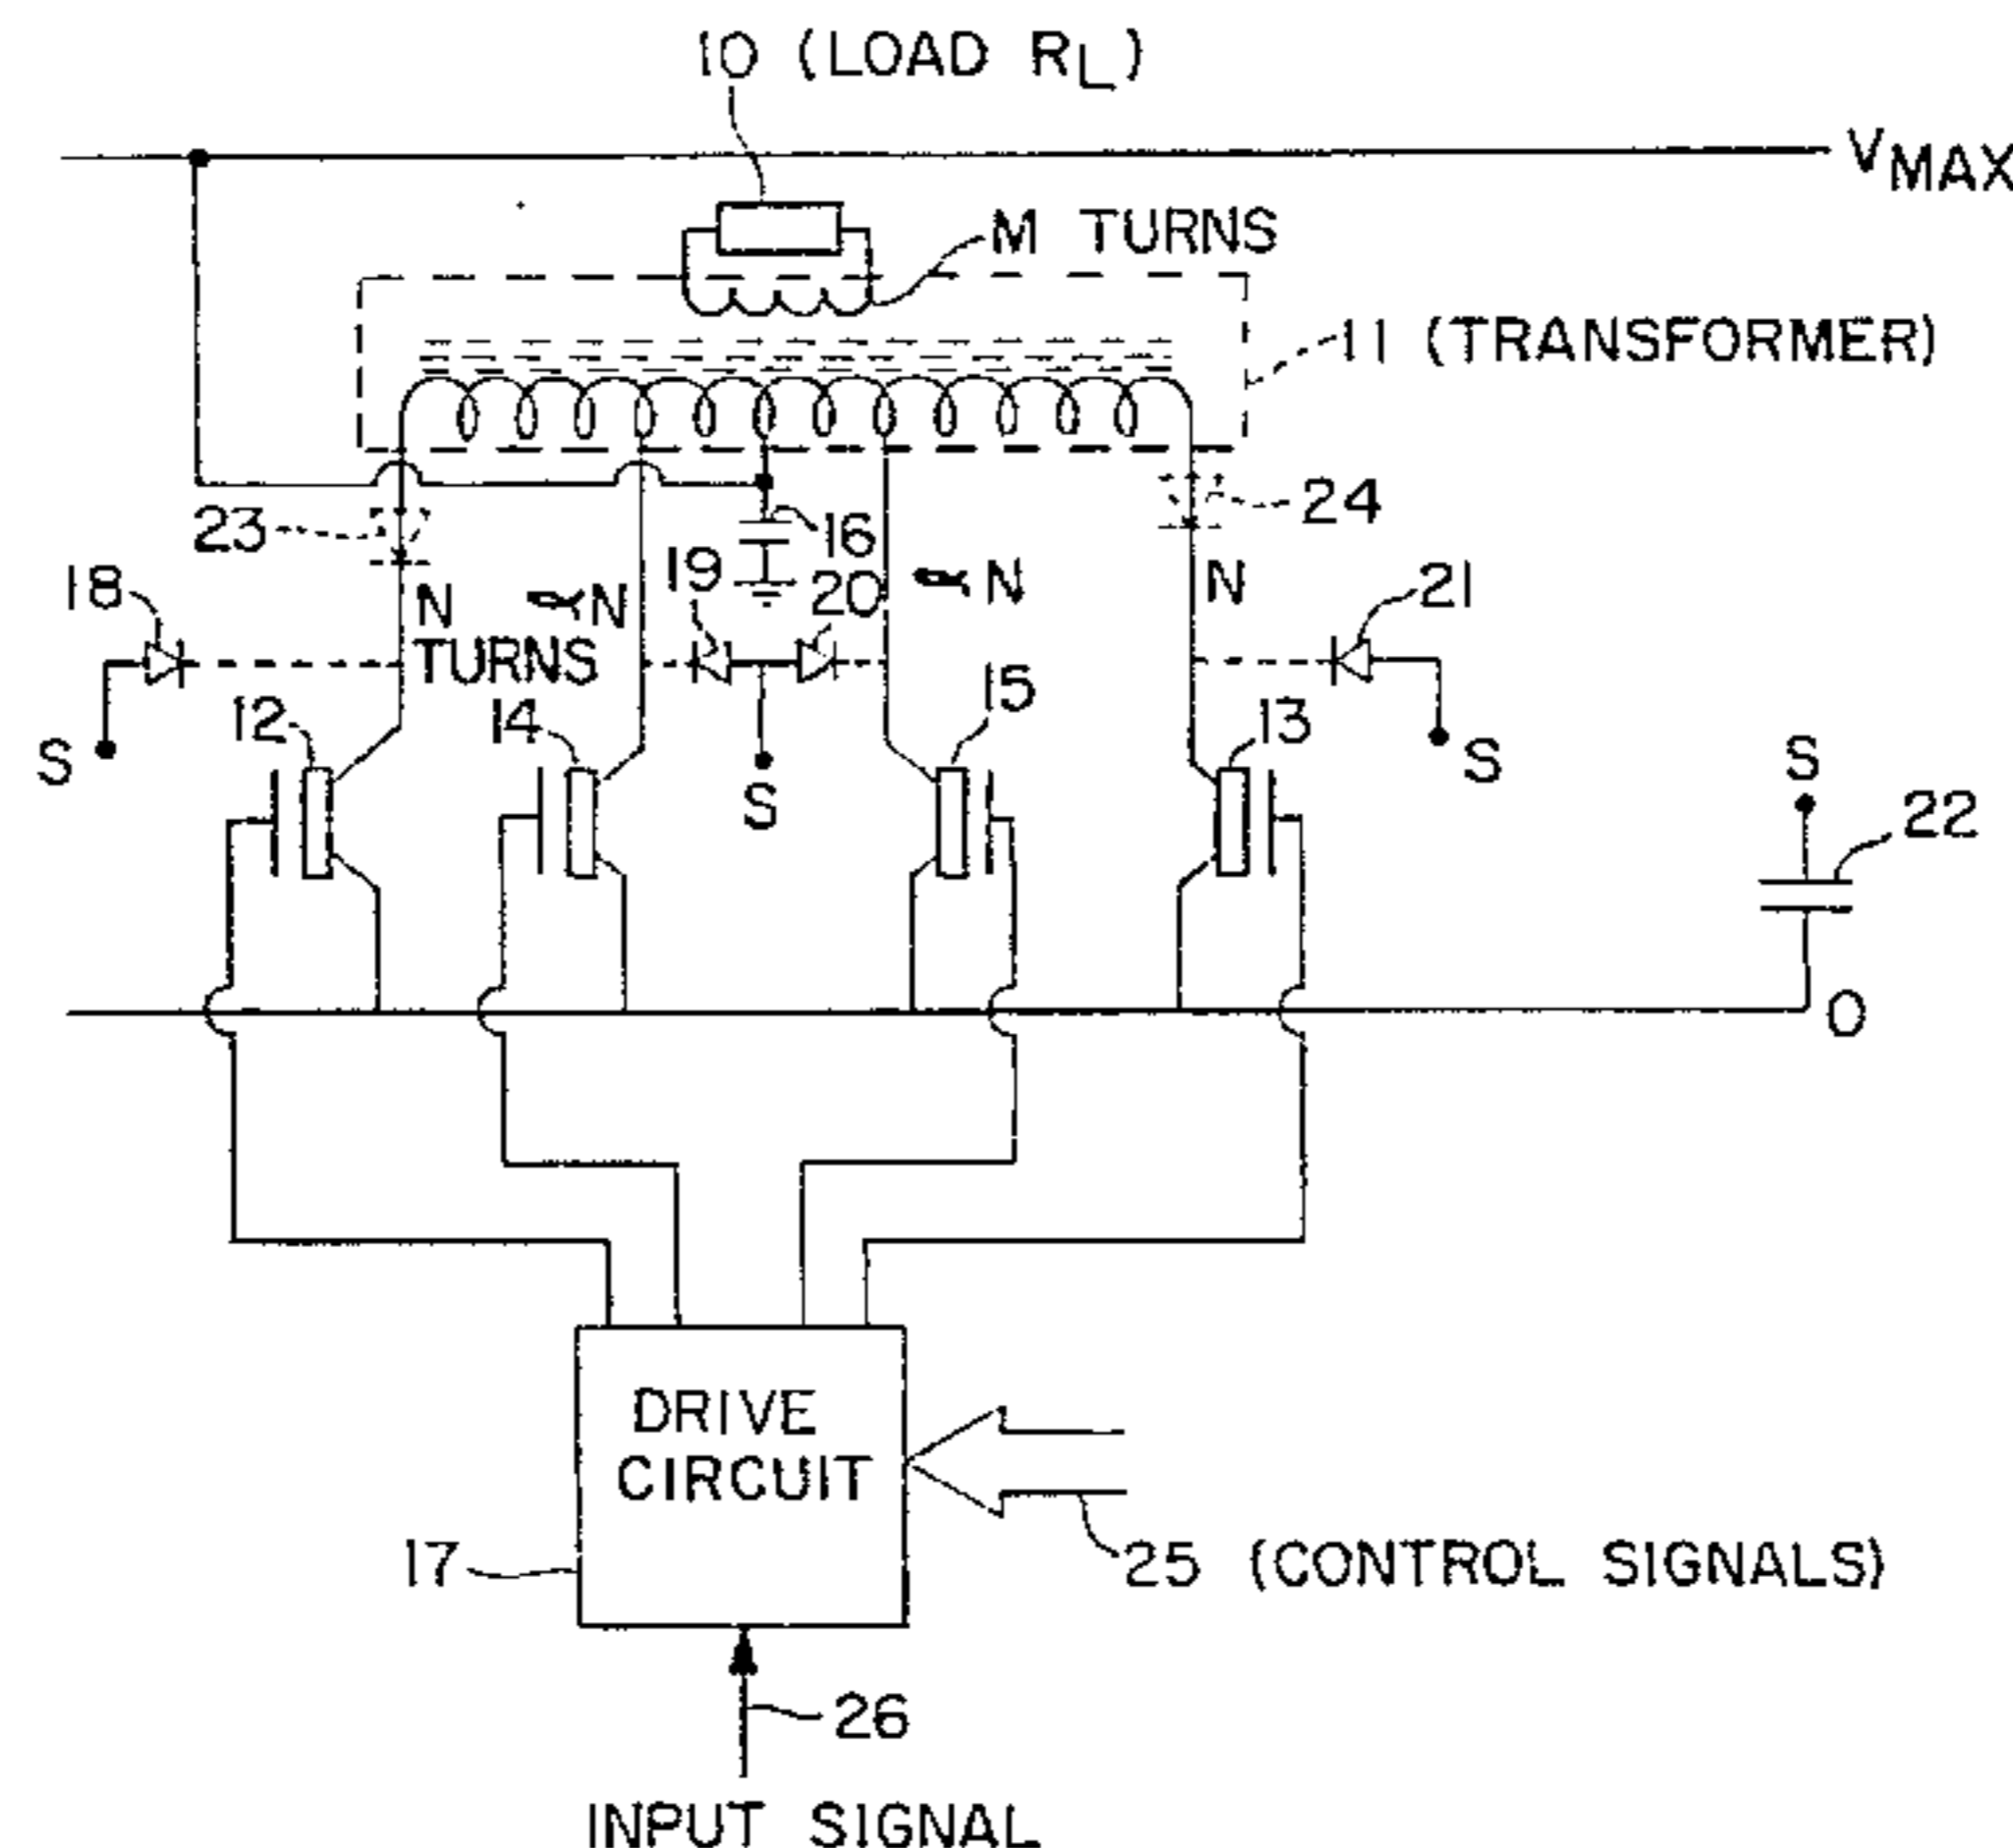 10 (LOAD RL)
VMAX
M TURNS
11 (TRANSFORMER)
23
16
24
18
N
TURNS
αN
19
20
αN
N
21
S
12
14
S
15
13
S
S
22
0
DRIVE
CIRCUIT
17
25 (CONTROL SIGNALS)
26
INPUT SIGNAL